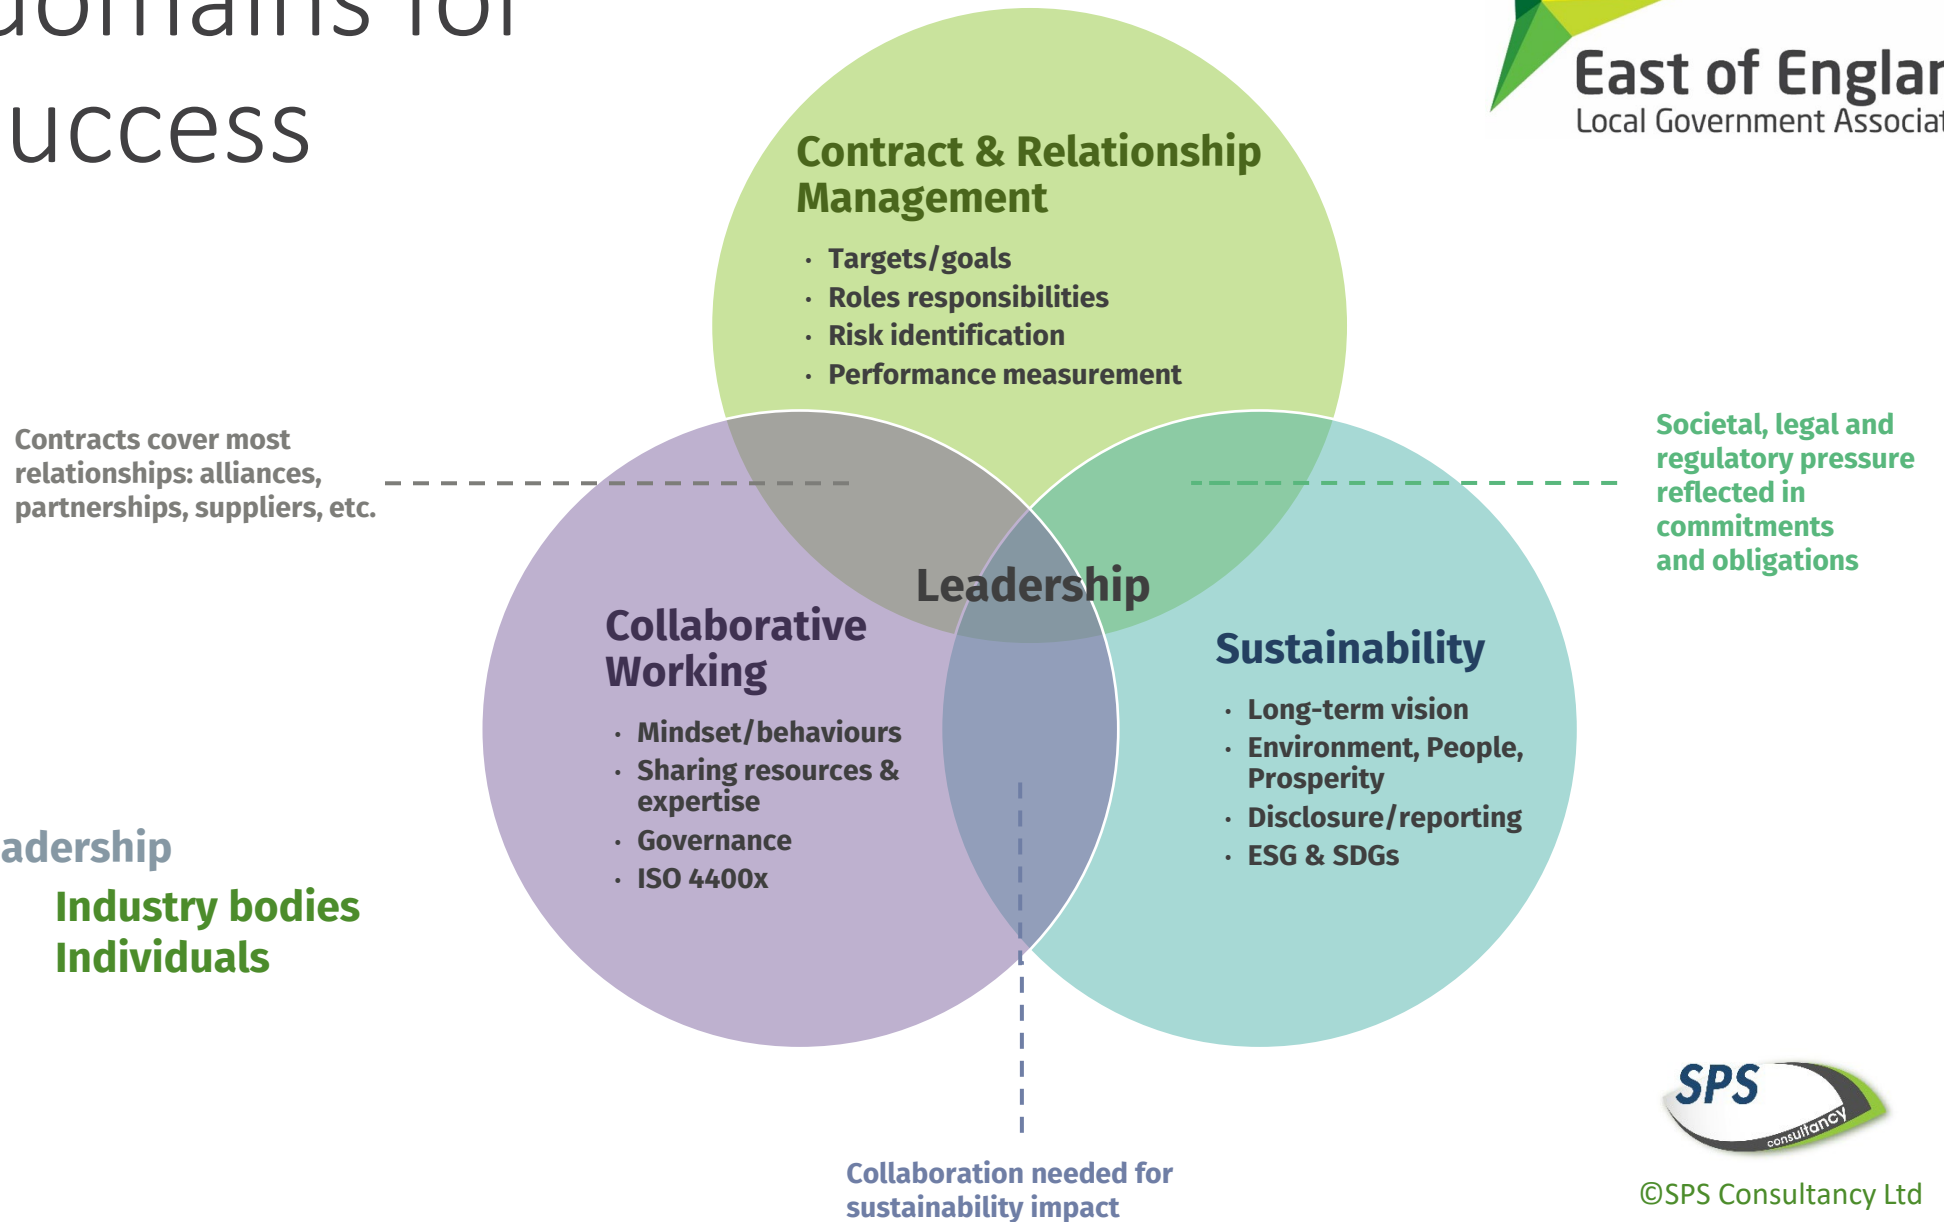 domains for
uccess
East of Englan
Local Government Associat
Contract & Relationship
Management
· Targets/goals
· Roles responsibilities
· Risk identification
· Performance measurement
Contracts cover most
relationships: alliances,
partnerships, suppliers, etc.
Societal, legal and
regulatory pressure
reflected in
commitments
and obligations
Leadership
Collaborative
Working
· Mindset/behaviours
· Sharing resources &
expertise
· Governance
· ISO 4400x
Sustainability
· Long-term vision
· Environment, People,
Prosperity
· Disclosure/reporting
· ESG & SDGs
adership
Industry bodies
Individuals
Collaboration needed for
sustainability impact
SPS
consultancy
©SPS Consultancy Ltd